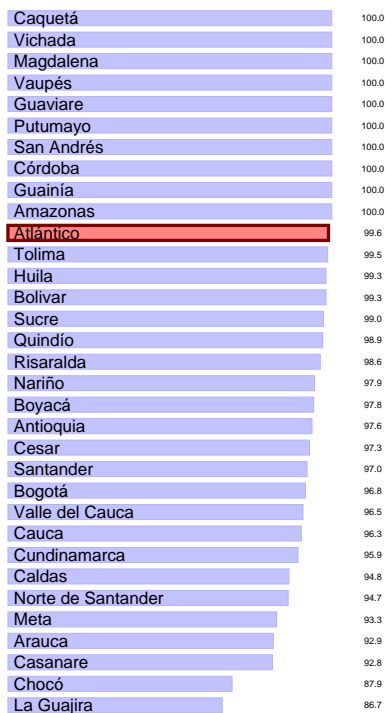 Caquetá 100.0
Vichada 100.0
Magdalena 100.0
Vaupés 100.0
Guaviare 100.0
Putumayo 100.0
San Andrés 100.0
Córdoba 100.0
Guainía 100.0
Amazonas 100.0
Atlántico 99.6
Tolima 99.5
Huila 99.3
Bolivar 99.3
Sucre 99.0
Quindío 98.9
Risaralda 98.6
Nariño 97.9
Boyacá 97.8
Antioquia 97.6
Cesar 97.3
Santander 97.0
Bogotá 96.8
Valle del Cauca 96.5
Cauca 96.3
Cundinamarca 95.9
Caldas 94.8
Norte de Santander 94.7
Meta 93.3
Arauca 92.9
Casanare 92.8
Chocó 87.9
La Guajira 86.7